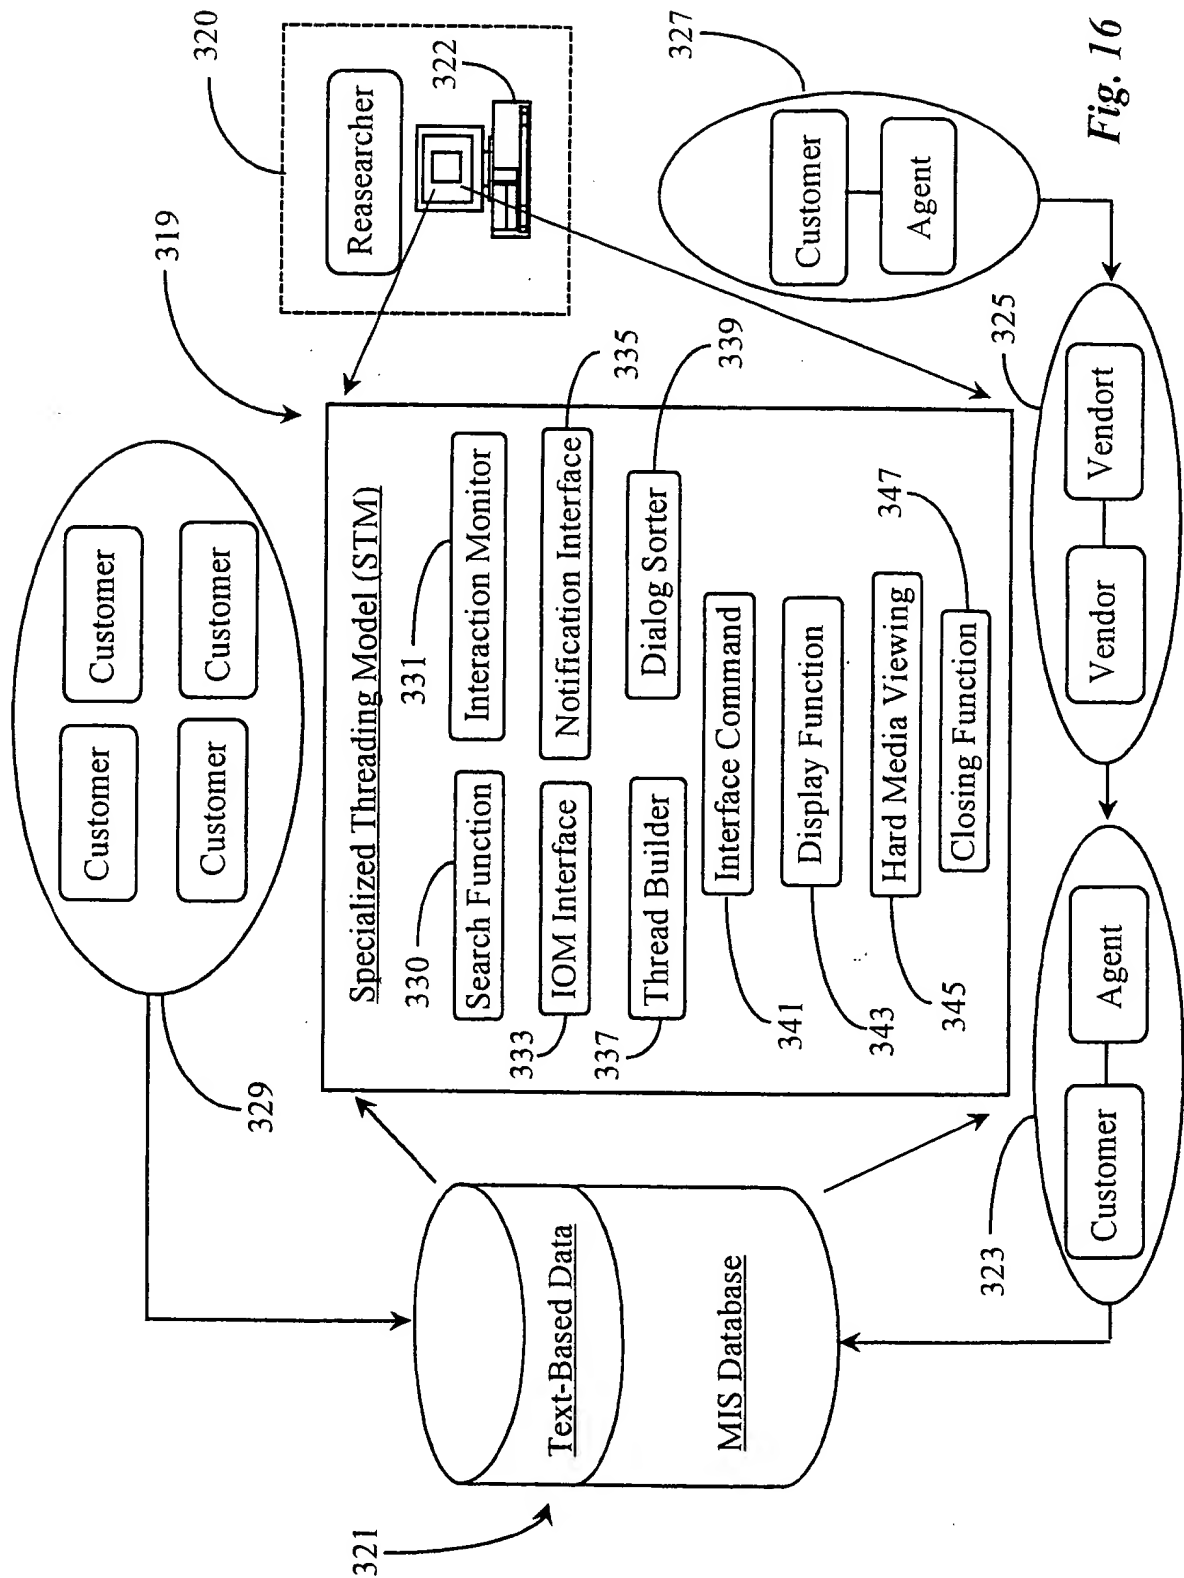 319
320
Reasearcher
322
327
Customer
Agent
Fig. 16
329
Customer
Customer
Customer
Customer
Specialized Threading Model (STM)
330
Search Function
331
Interaction Monitor
333
IOM Interface
Notification Interface
335
337
Thread Builder
Dialog Sorter
339
341
Interface Command
343
Display Function
345
Hard Media Viewing
347
Closing Function
321
Text-Based Data
MIS Database
323
Customer
Agent
325
Vendor
Vendort